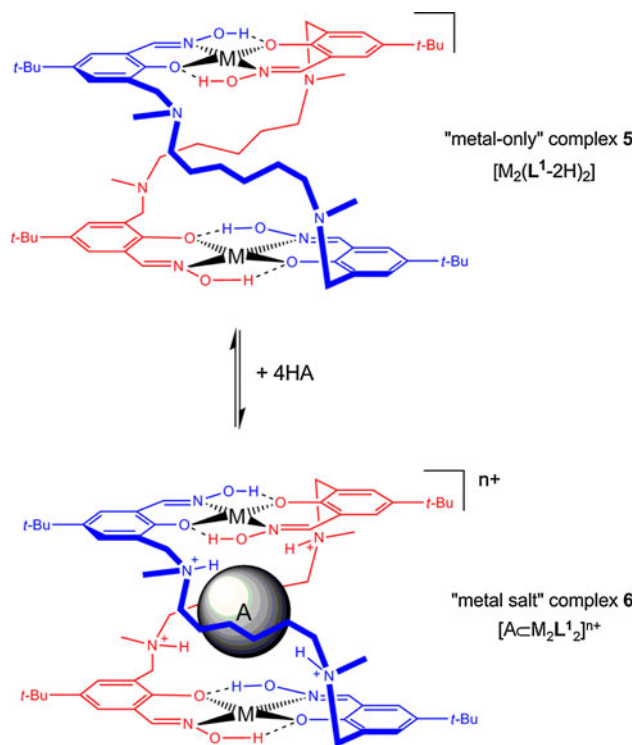 O–H
N O
t-Bu O M t-Bu
H–O–N
N N
"metal-only" complex 5
[M₂(L¹-2H)₂]
N N
H–O
t-Bu O N
M
N O t-Bu
O–H
+ 4HA
n+
O–H
N O
t-Bu O M t-Bu
H–O–N
N+ H H N+
A
"metal salt" complex 6
[A⊂M₂L¹₂]ⁿ⁺
N+ H H N+
H–O
t-Bu O N
M
N O t-Bu
O–H